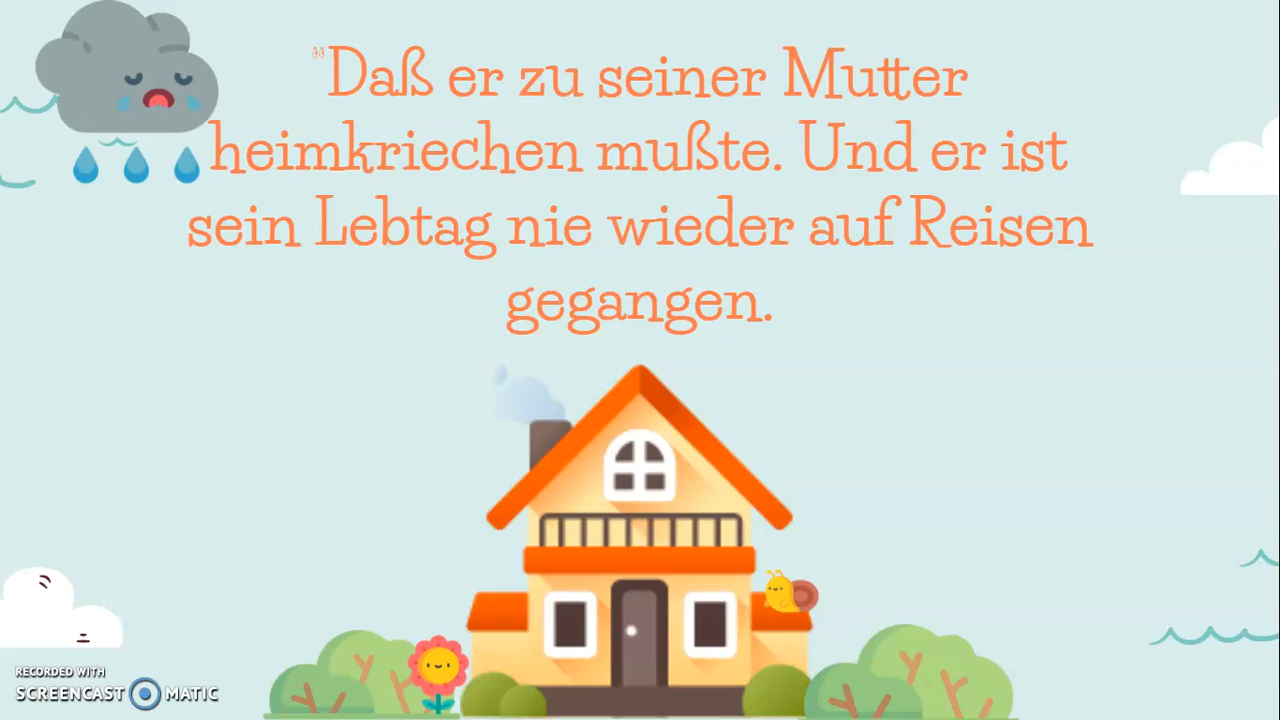 "Daß er zu seiner Mutter
heimkriechen mußte. Und er ist
sein Lebtag nie wieder auf Reisen
gegangen.
RECORDED WITH
SCREENCAST MATIC